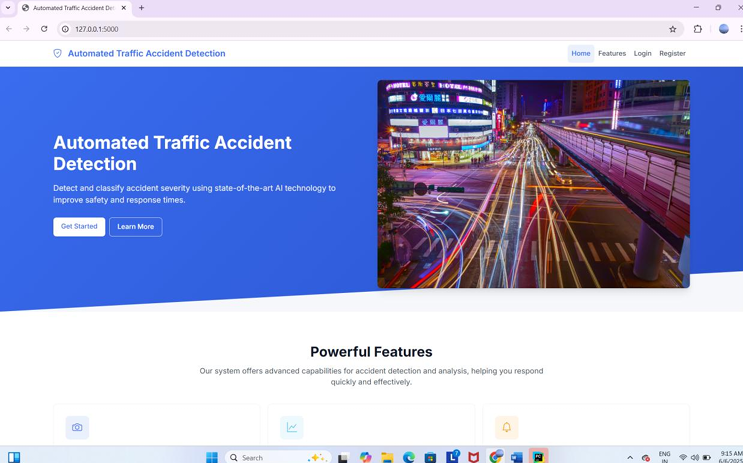 Automated Traffic Accident Det
127.0.0.1:5000
Automated Traffic Accident Detection
Home Features Login Register
Automated Traffic Accident
Detection
Detect and classify accident severity using state-of-the-art AI technology to
improve safety and response times.
Get Started Learn More
HOTEL
Powerful Features
Our system offers advanced capabilities for accident detection and analysis, helping you respond
quickly and effectively.
Search
ENG
IN
9:15 AM
6/6/2025